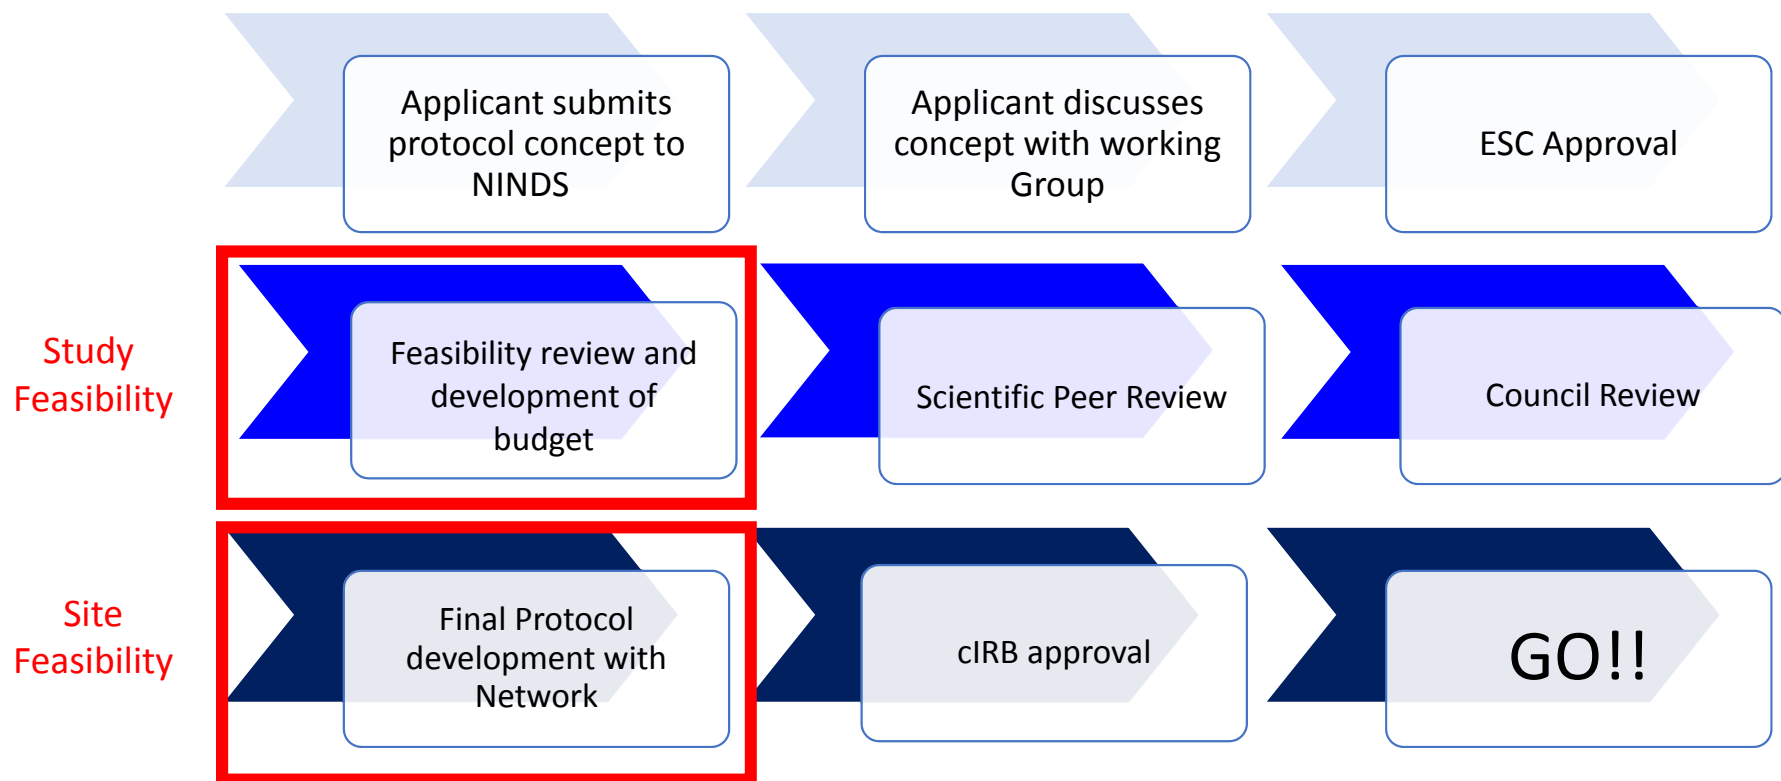 Applicant submits
protocol concept to
NINDS
Applicant discusses
concept with working
Group
ESC Approval
Study
Feasibility
Feasibility review and
development of
budget
Scientific Peer Review
Council Review
Site
Feasibility
Final Protocol
development with
Network
cIRB approval
GO!!